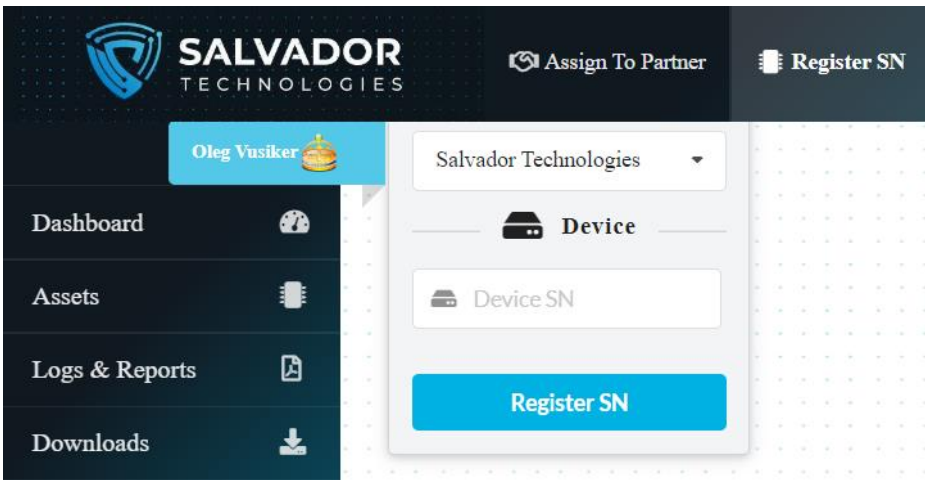 SALVADOR
TECHNOLOGIES
Assign To Partner
Register SN
Oleg Vusiker
Dashboard
Assets
Logs & Reports
Downloads
Salvador Technologies
Device
Device SN
Register SN